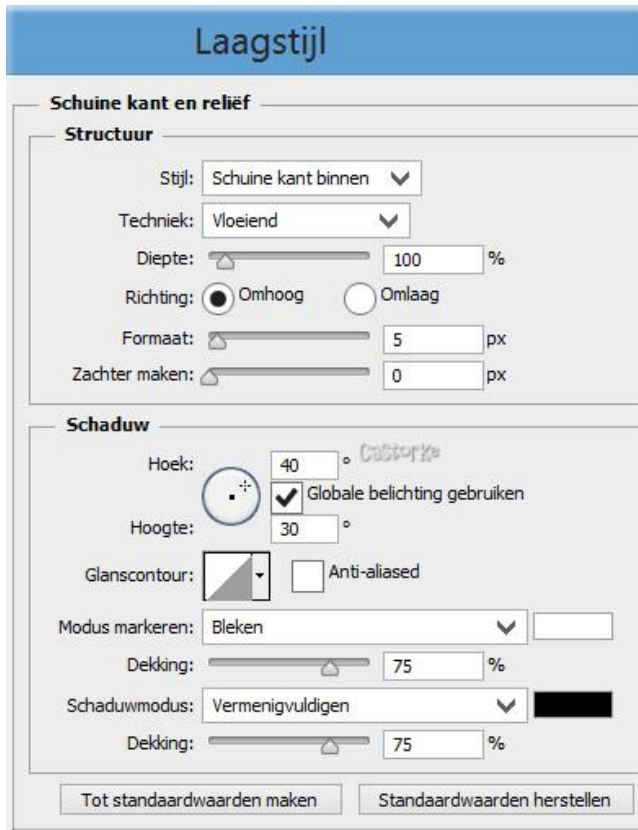 Laagstijl
Schuine kant en reliëf
Structuur
Stijl: Schuine kant binnen
Techniek: Vloeiend
Diepte: 100 %
Richting: Omhoog Omlaag
Formaat: 5 px
Zachter maken: 0 px
Schaduw
Hoek: 40 ° Castorke
Globale belichting gebruiken
Hoogte: 30 °
Glanscontour: Anti-aliased
Modus markeren: Bleken
Dekking: 75 %
Schaduwmodus: Vermenigvuldigen
Dekking: 75 %
Tot standaardwaarden maken Standaardwaarden herstellen